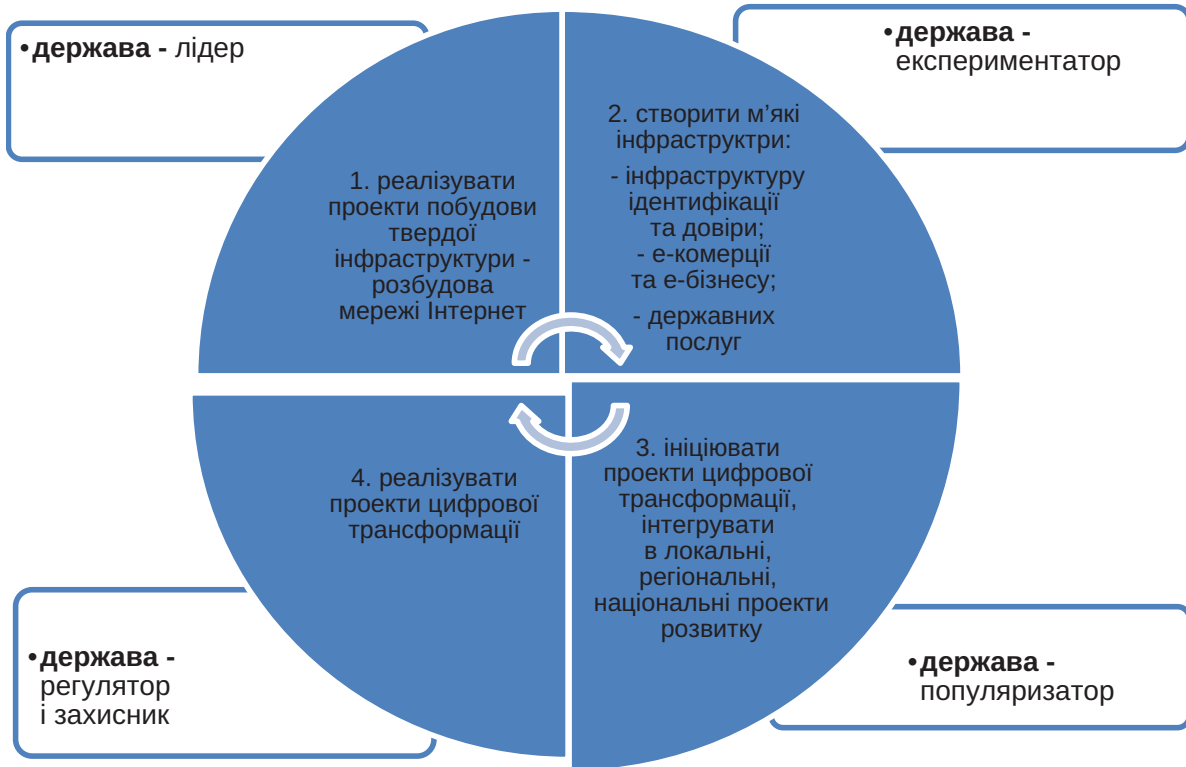 •держава - лідер
•держава -
експериментатор
1. реалізувати
проекти побудови
твердої
інфраструктури -
розбудова
мережі Інтернет
2. створити м’які
інфраструктри:
- інфраструктуру
ідентифікації
та довіри;
- е-комерції
та е-бізнесу;
- державних
послуг
3. ініціювати
проекти цифрової
трансформації,
інтегрувати
в локальні,
регіональні,
національні проекти
розвитку
4. реалізувати
проекти цифрової
трансформації
•держава -
регулятор
і захисник
•держава -
популяризатор